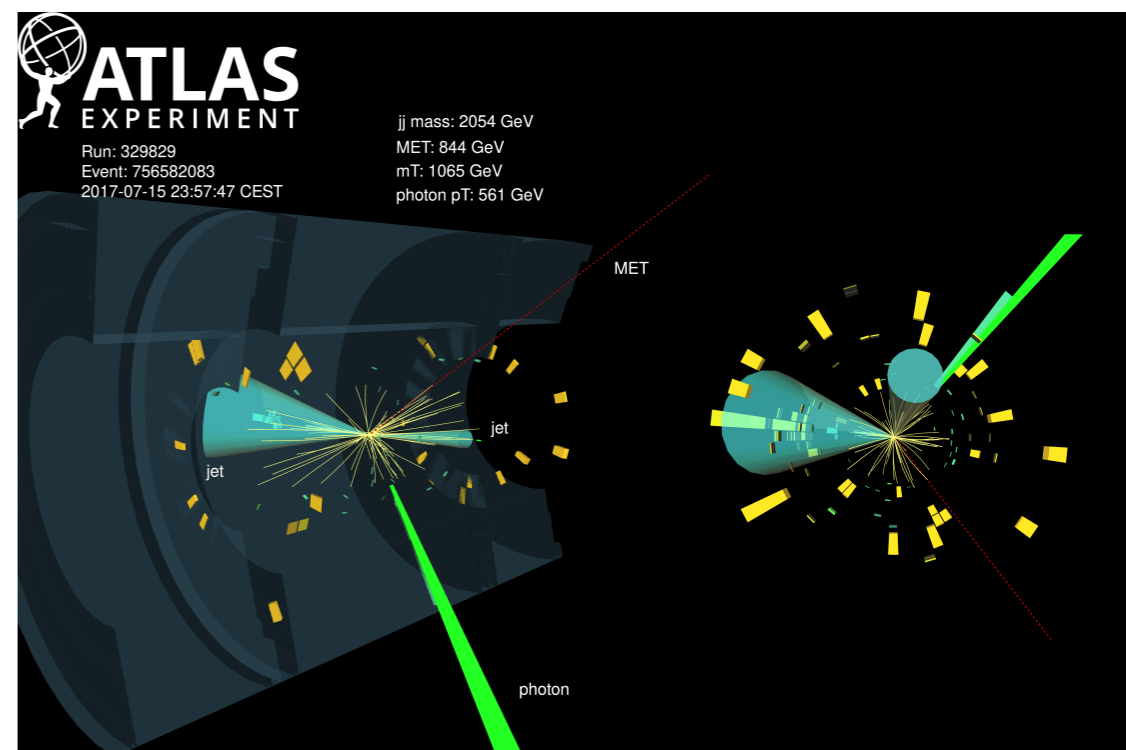 ATLAS
EXPERIMENT
Run: 329829
Event: 756582083
2017-07-15 23:57:47 CEST
jj mass: 2054 GeV
MET: 844 GeV
mT: 1065 GeV
photon pT: 561 GeV
MET
jet
jet
photon